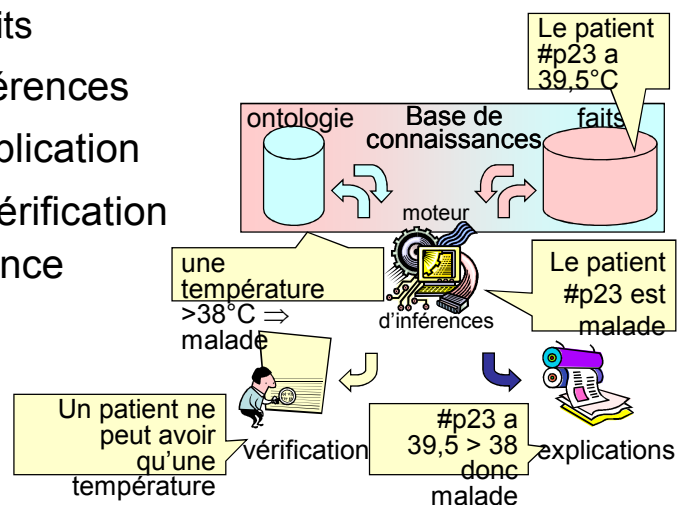 its
érences
plication
érification
ence
Le patient
#p23 a
39,5°C
ontologie
Base de
connaissances
faits
moteur
d'inférences
une
température
>38°C ⇒
malade
Le patient
#p23 est
malade
Un patient ne
peut avoir
qu'une
température
vérification
#p23 a
39,5 > 38
donc
malade
explications